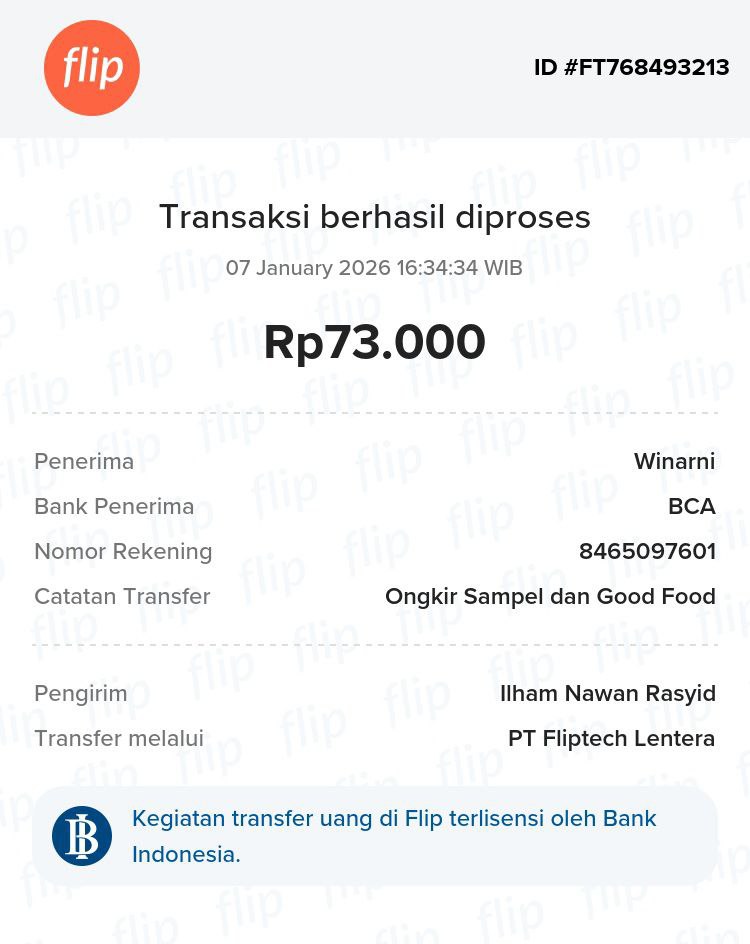 flip
ID #FT768493213
Transaksi berhasil diproses
07 January 2026 16:34:34 WIB
Rp73.000
Penerima Winarni
Bank Penerima BCA
Nomor Rekening 8465097601
Catatan Transfer Ongkir Sampel dan Good Food
Pengirim Ilham Nawan Rasyid
Transfer melalui PT Fliptech Lentera
Kegiatan transfer uang di Flip terlisensi oleh Bank
Indonesia.